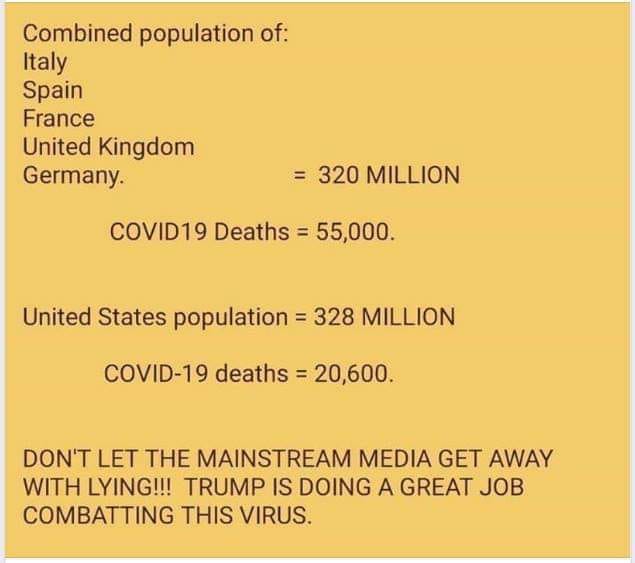 Combined population of:
Italy
Spain
France
United Kingdom
Germany. = 320 MILLION
COVID19 Deaths = 55,000.
United States population = 328 MILLION
COVID-19 deaths = 20,600.
DON'T LET THE MAINSTREAM MEDIA GET AWAY
WITH LYING!!! TRUMP IS DOING A GREAT JOB
COMBATTING THIS VIRUS.